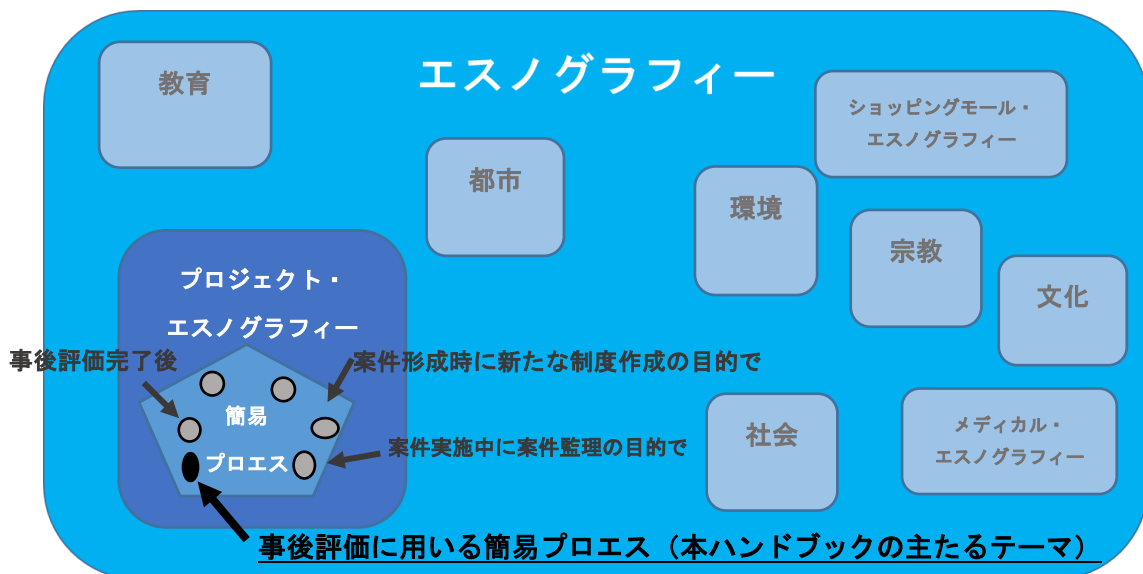 エスノグラフィー
教育
都市
ショッピングモール・
エスノグラフィー
環境
宗教
文化
プロジェクト・
エスノグラフィー
事後評価完了後
案件形成時に新たな制度作成の目的で
簡易
プロエス
案件実施中に案件監理の目的で
社会
メディカル・
エスノグラフィー
事後評価に用いる簡易プロエス（本ハンドブックの主たるテーマ）